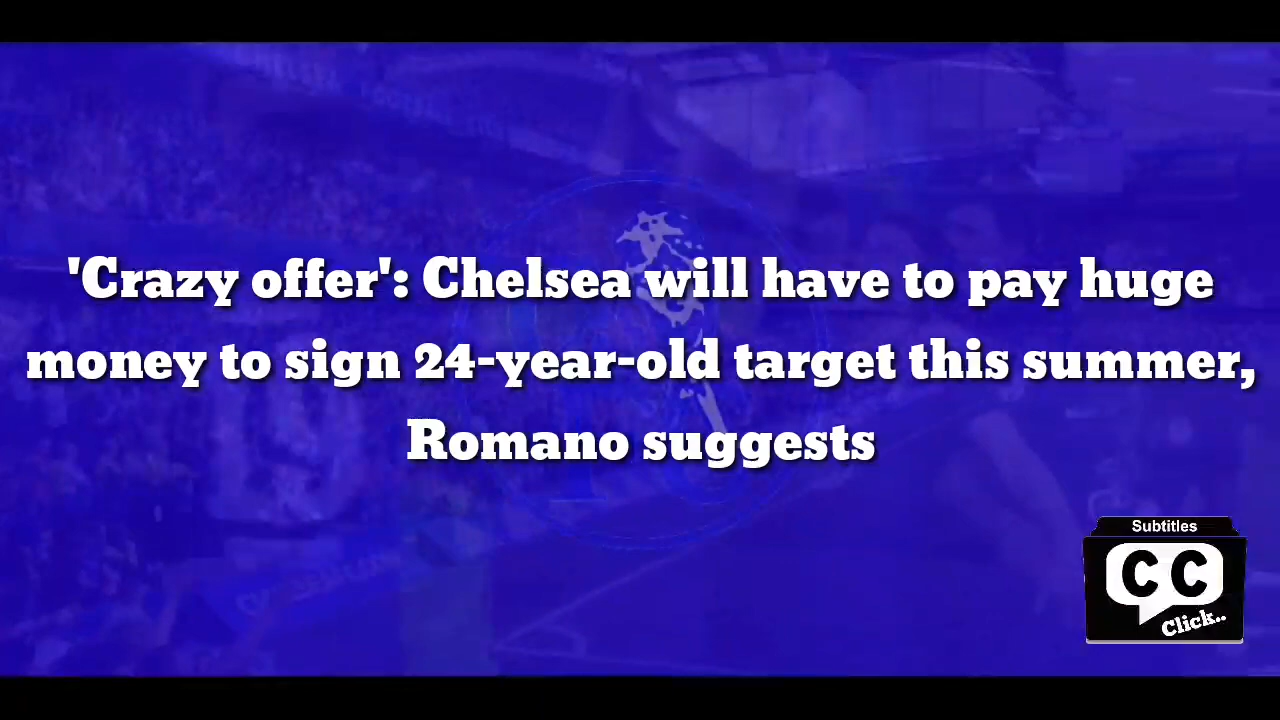 'Crazy offer': Chelsea will have to pay huge
money to sign 24-year-old target this summer,
Romano suggests
Subtitles
CC
Click..